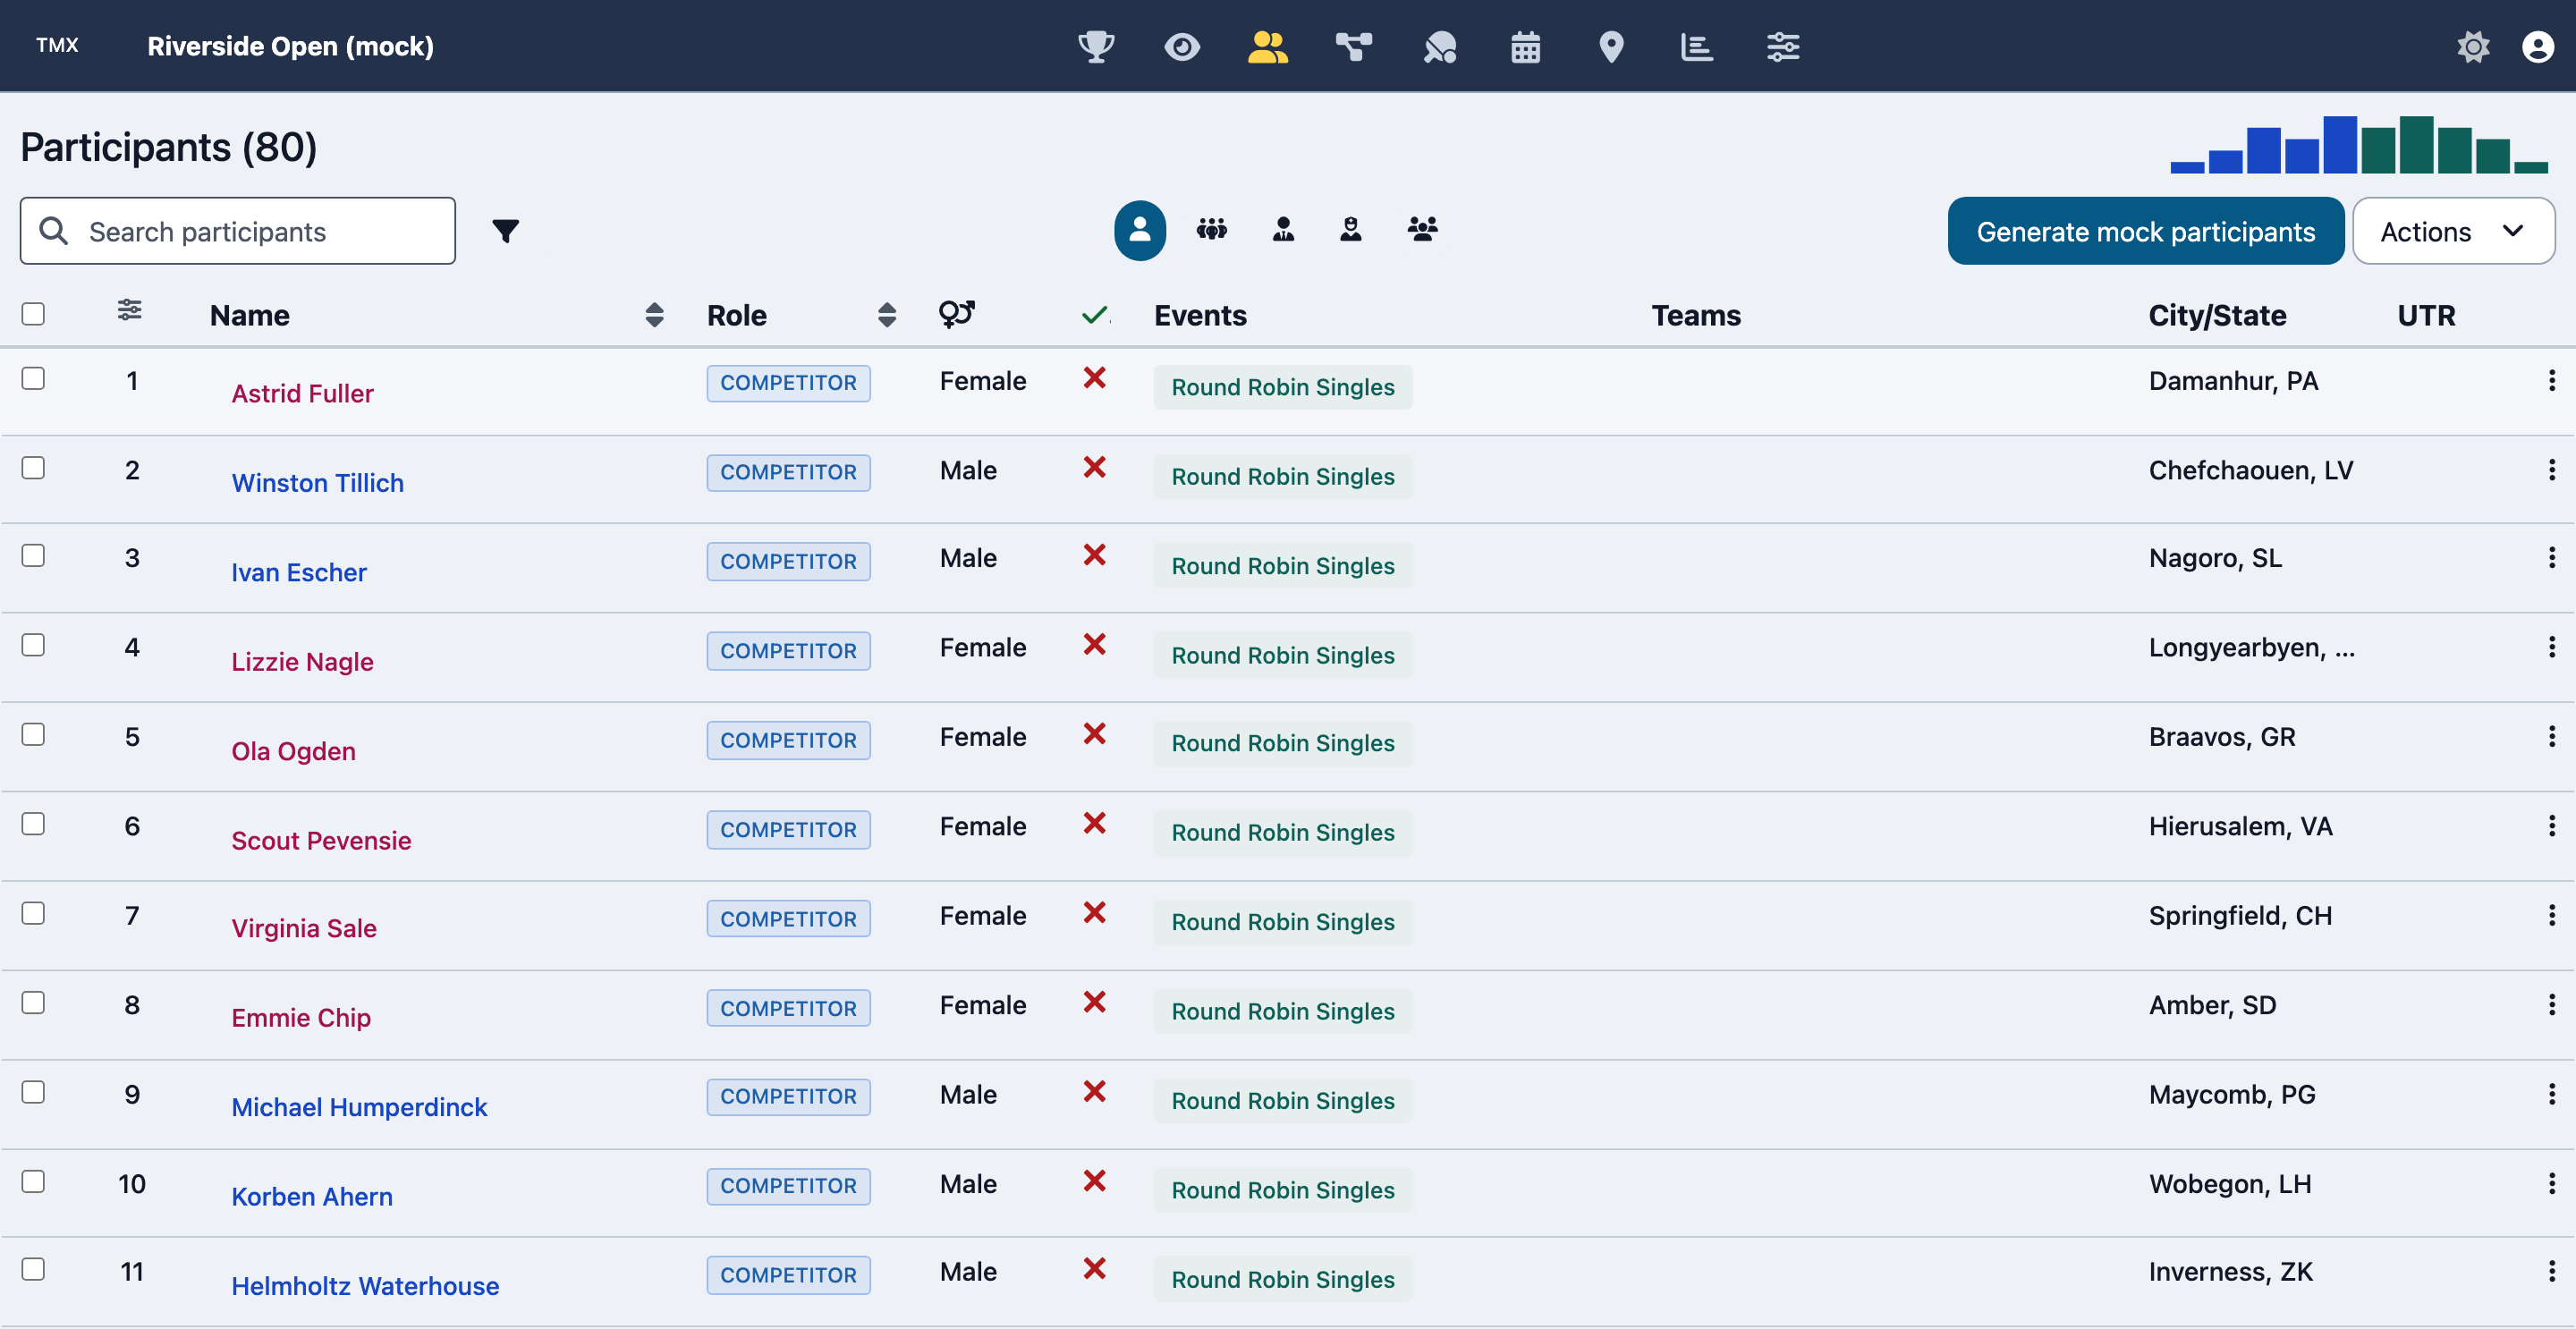 TMX Riverside Open (mock)
Participants (80)
Search participants Generate mock participants Actions
Name Role Events Teams City/State UTR
1 Astrid Fuller COMPETITOR Female Round Robin Singles Damanhur, PA
2 Winston Tillich COMPETITOR Male Round Robin Singles Chefchaouen, LV
3 Ivan Escher COMPETITOR Male Round Robin Singles Nagoro, SL
4 Lizzie Nagle COMPETITOR Female Round Robin Singles Longyearbyen, ...
5 Ola Ogden COMPETITOR Female Round Robin Singles Braavos, GR
6 Scout Pevensie COMPETITOR Female Round Robin Singles Hierusalem, VA
7 Virginia Sale COMPETITOR Female Round Robin Singles Springfield, CH
8 Emmie Chip COMPETITOR Female Round Robin Singles Amber, SD
9 Michael Humperdinck COMPETITOR Male Round Robin Singles Maycomb, PG
10 Korben Ahern COMPETITOR Male Round Robin Singles Wobegon, LH
11 Helmholtz Waterhouse COMPETITOR Male Round Robin Singles Inverness, ZK